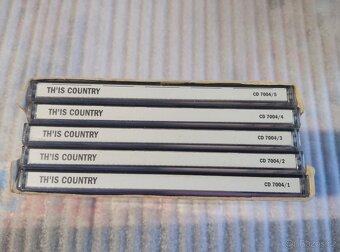 TH'IS COUNTRY CD 7004/5
TH'IS COUNTRY CD 7004/4
TH'IS COUNTRY CD 7004/3
TH'IS COUNTRY CD 7004/2
TH'IS COUNTRY CD 7004/1